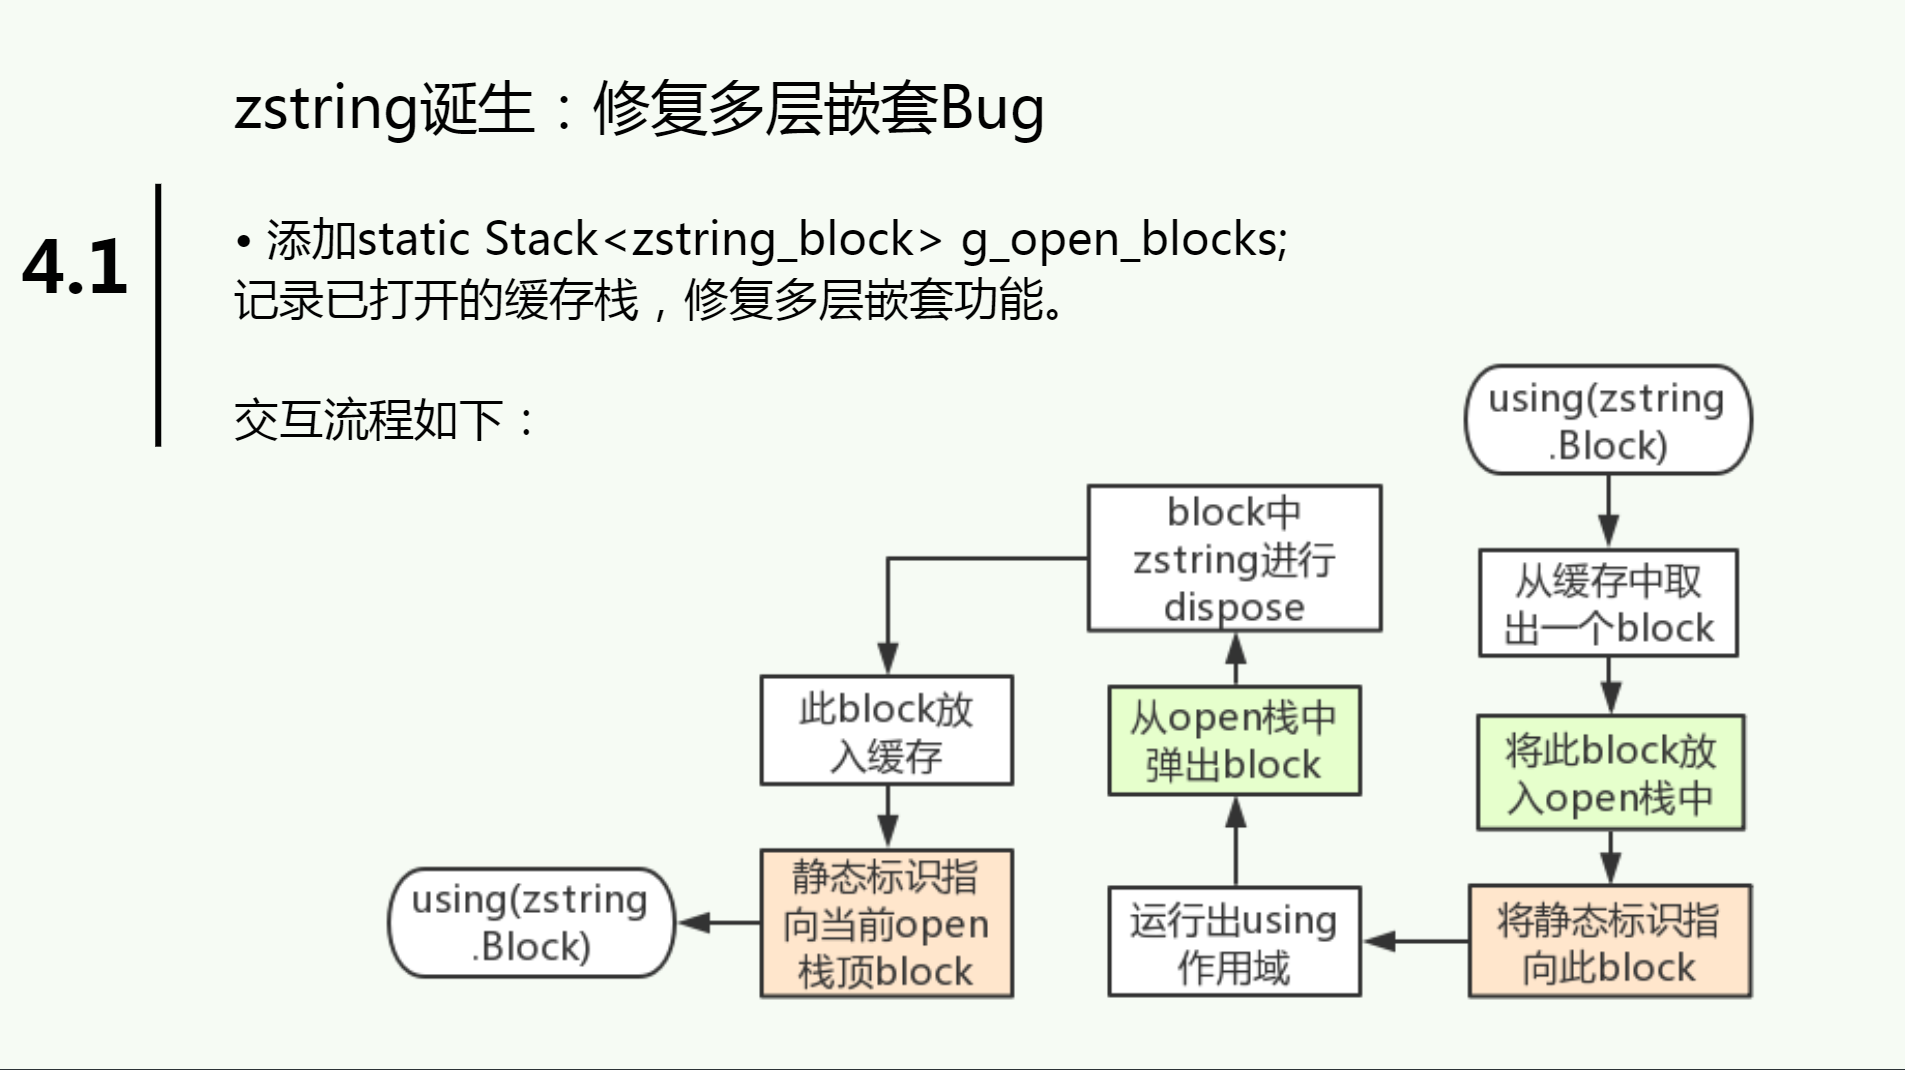 zstring诞生：修复多层嵌套Bug
4.1
• 添加static Stack<zstring_block> g_open_blocks;
记录已打开的缓存栈，修复多层嵌套功能。
交互流程如下：
using(zstring
.Block)
从缓存中取
出一个block
将此block放
入open栈中
将静态标识指
向此block
运行出using
作用域
从open栈中
弹出block
block中
zstring进行
dispose
此block放
入缓存
静态标识指
向当前open
栈顶block
using(zstring
.Block)